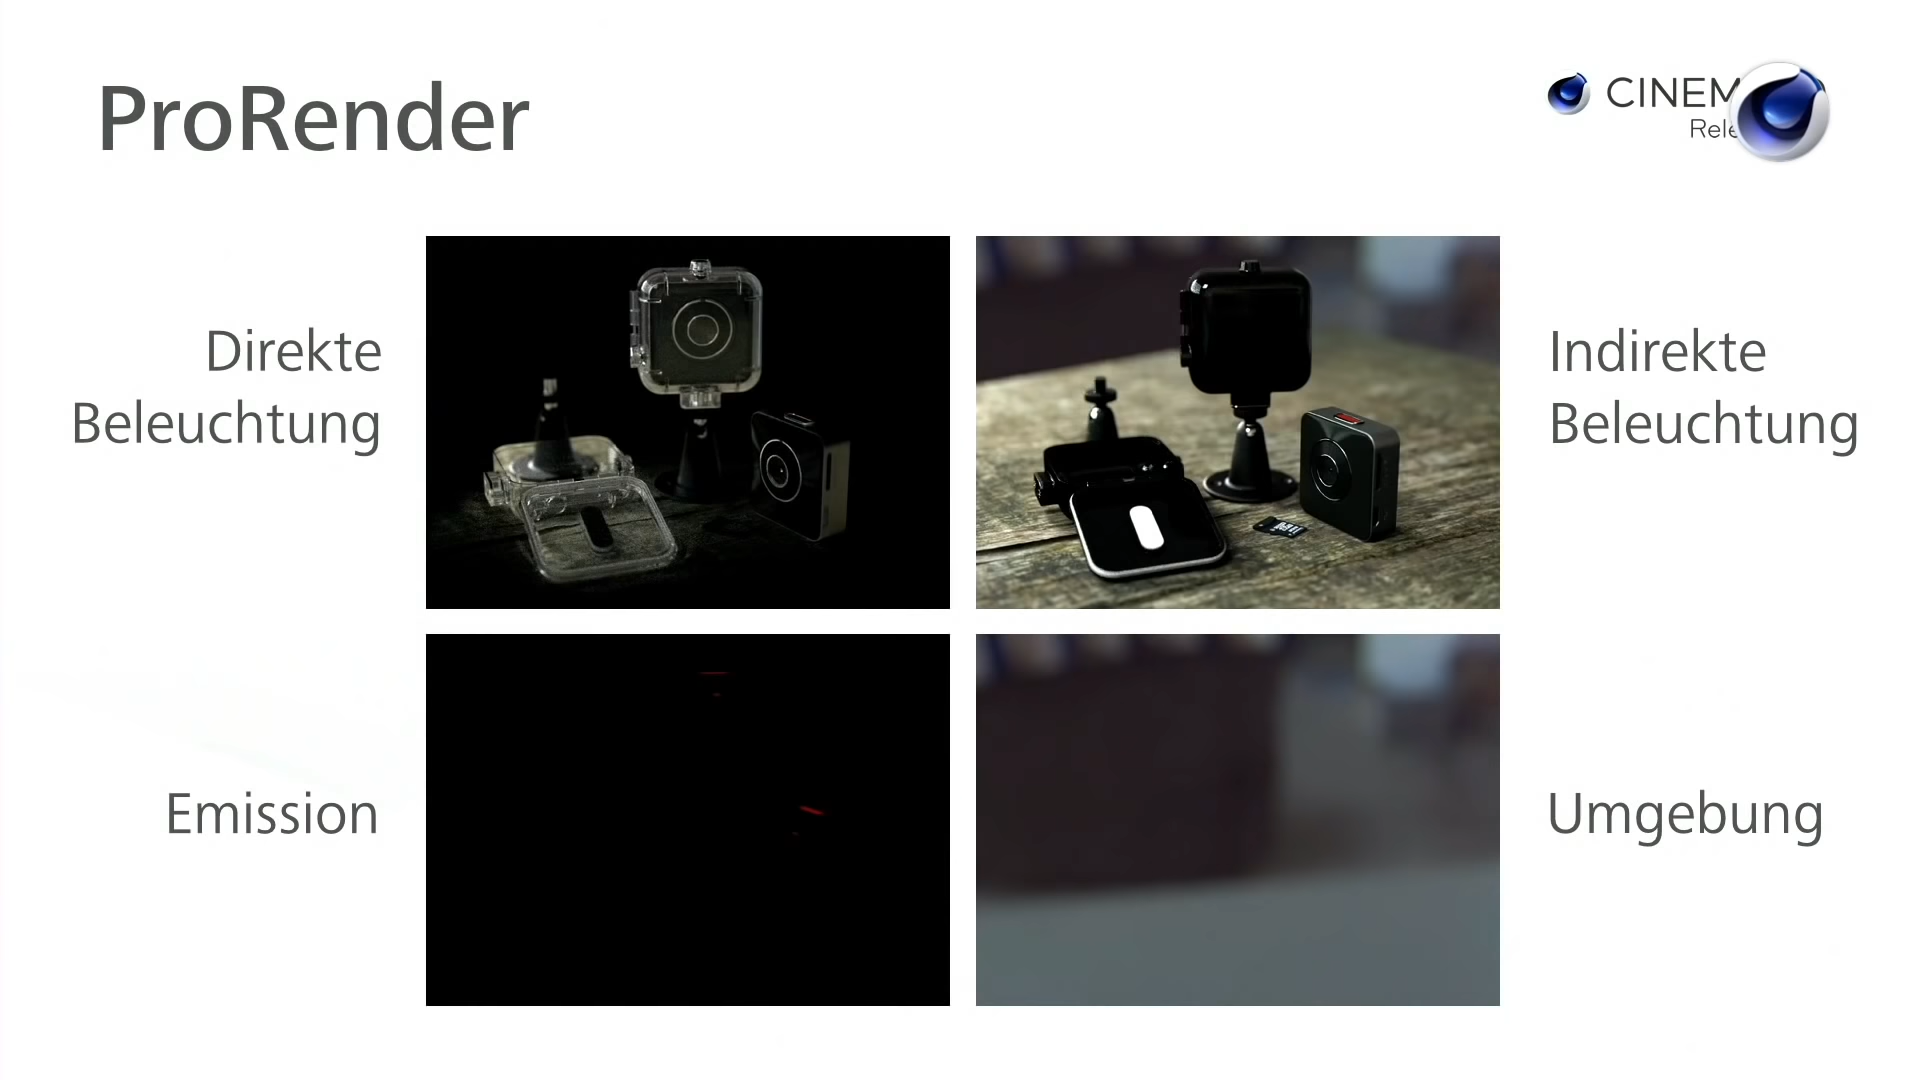 ProRender
CINEM
Rele
Direkte
Beleuchtung
Indirekte
Beleuchtung
Emission
Umgebung